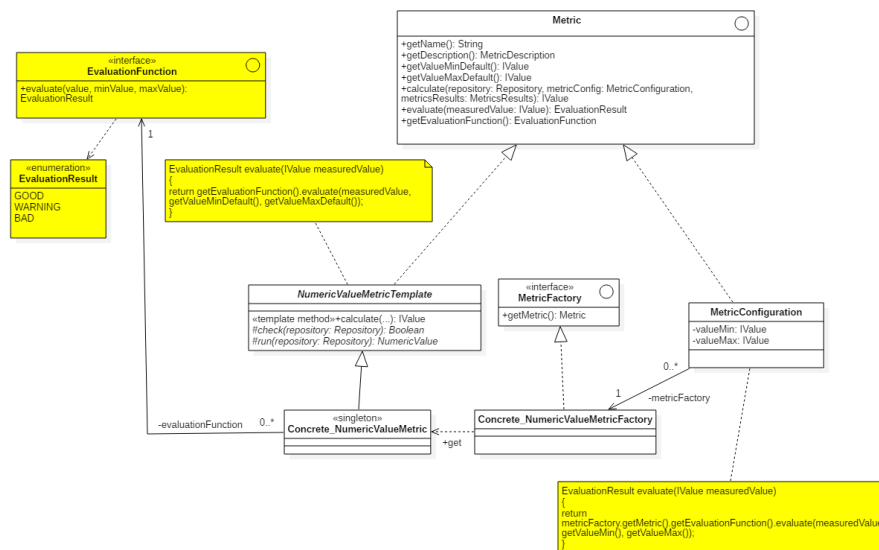 Metric
+getName(): String
+getDescription(): MetricDescription
+getValueMinDefault(): IValue
+getValueMaxDefault(): IValue
+calculate(repository: Repository, metricConfig: MetricConfiguration,
metricsResults: MetricsResults): IValue
+evaluate(measuredValue: IValue): EvaluationResult
+getEvaluationFunction(): EvaluationFunction
«interface»
EvaluationFunction
+evaluate(value, minValue, maxValue):
EvaluationResult
1
«enumeration»
EvaluationResult
GOOD
WARNING
BAD
EvaluationResult evaluate(IValue measuredValue)
{
return getEvaluationFunction().evaluate(measuredValue,
getValueMinDefault(), getValueMaxDefault());
}
NumericValueMetricTemplate
«template method»+calculate(...): IValue
#check(repository: Repository): Boolean
#run(repository: Repository): NumericValue
«interface»
MetricFactory
+getMetric(): Metric
MetricConfiguration
-valueMin: IValue
-valueMax: IValue
0..*
1
-metricFactory
-evaluationFunction
0..*
«singleton»
Concrete_NumericValueMetric
+get
Concrete_NumericValueMetricFactory
EvaluationResult evaluate(IValue measuredValue)
{
return
metricFactory.getMetric().getEvaluationFunction().evaluate(measuredValue
getValueMin(), getValueMax());
}